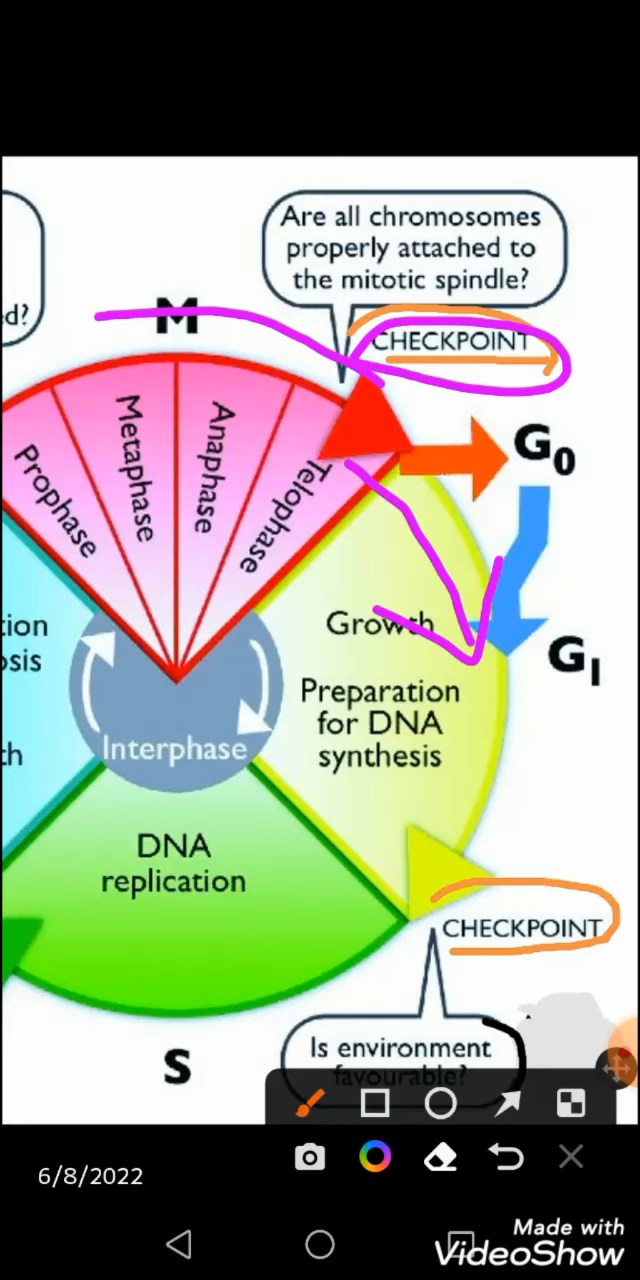 Are all chromosomes
properly attached to
the mitotic spindle?
d?
M
CHECKPOINT
Prophase
Metaphase
Anaphase
Telophase
G0
tion
osis
th
Growth
G1
Preparation
for DNA
synthesis
Interphase
DNA
replication
CHECKPOINT
Is environment
favourable?
S
6/8/2022
Made with
VideoShow